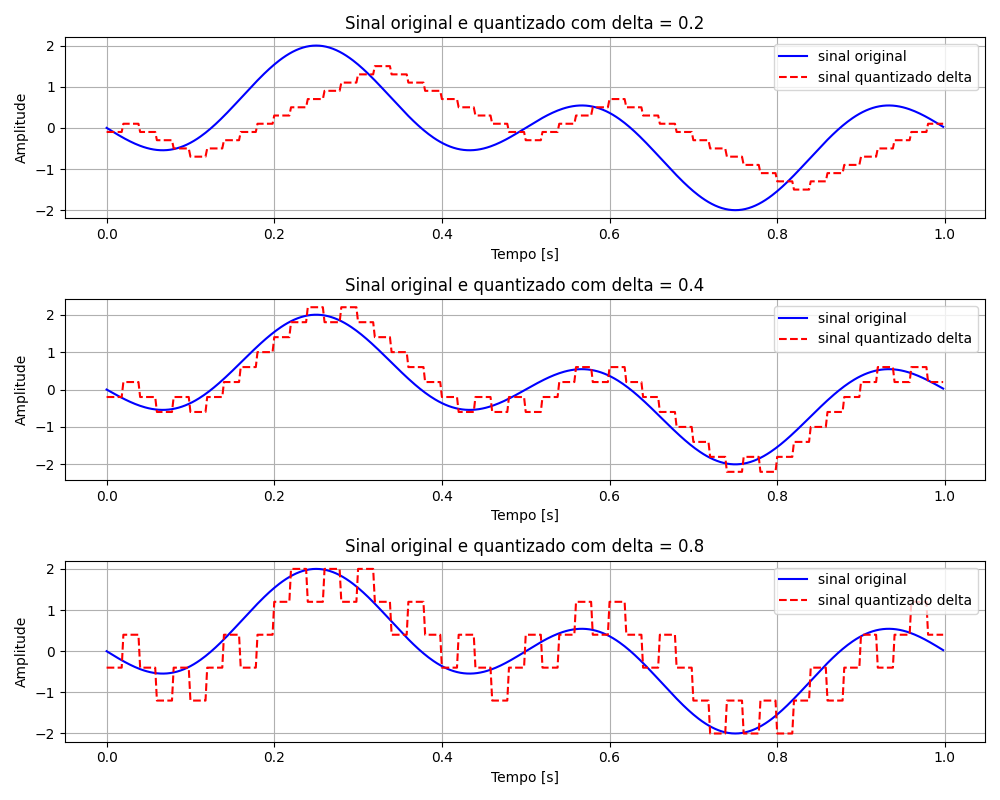 Sinal original e quantizado com delta = 0.2
2
1
0
−1
−2
Amplitude
sinal original
sinal quantizado delta
0.0 0.2 0.4 0.6 0.8 1.0
Tempo [s]
Sinal original e quantizado com delta = 0.4
2
1
0
−1
−2
Amplitude
sinal original
sinal quantizado delta
0.0 0.2 0.4 0.6 0.8 1.0
Tempo [s]
Sinal original e quantizado com delta = 0.8
2
1
0
−1
−2
Amplitude
sinal original
sinal quantizado delta
0.0 0.2 0.4 0.6 0.8 1.0
Tempo [s]